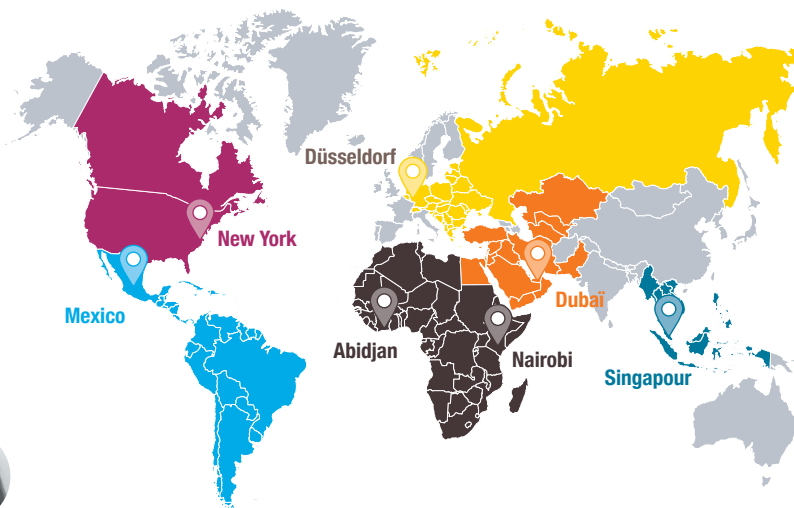 Düsseldorf
New York
Mexico
Dubaï
Abidjan
Nairobi
Singapour